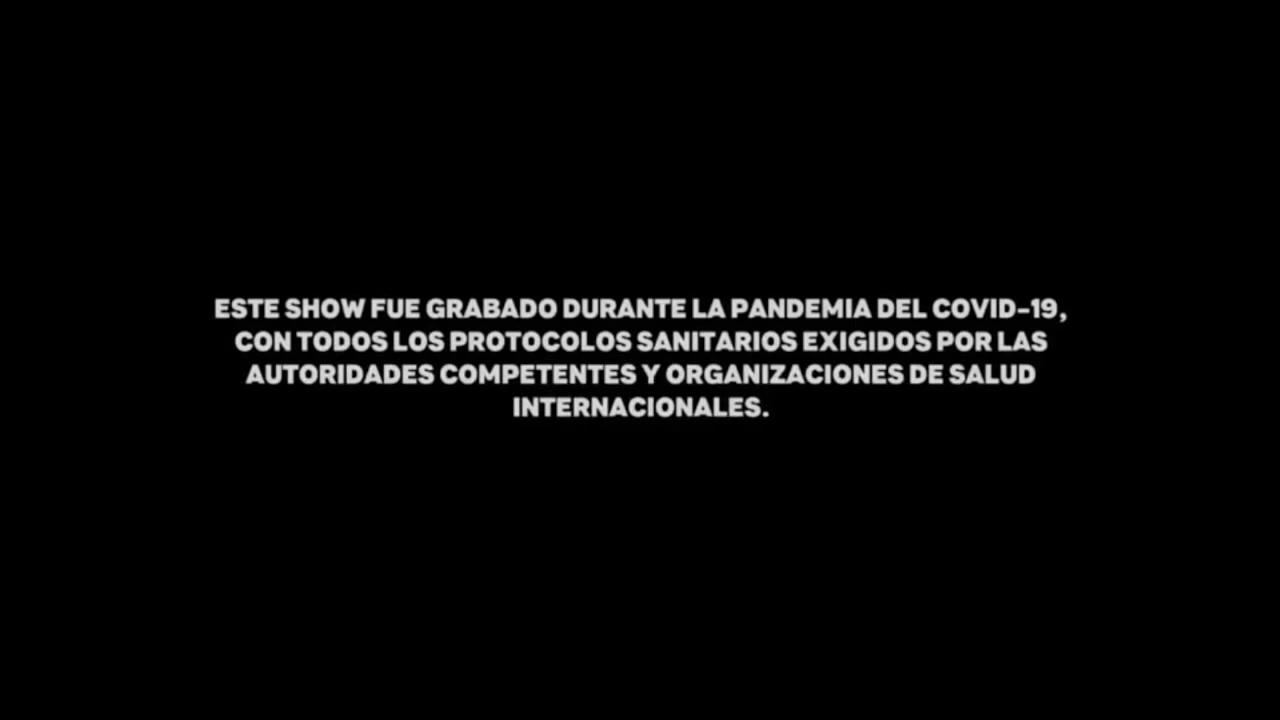 ESTE SHOW FUE GRABADO DURANTE LA PANDEMIA DEL COVID-19,
CON TODOS LOS PROTOCOLOS SANITARIOS EXIGIDOS POR LAS
AUTORIDADES COMPETENTES Y ORGANIZACIONES DE SALUD
INTERNACIONALES.